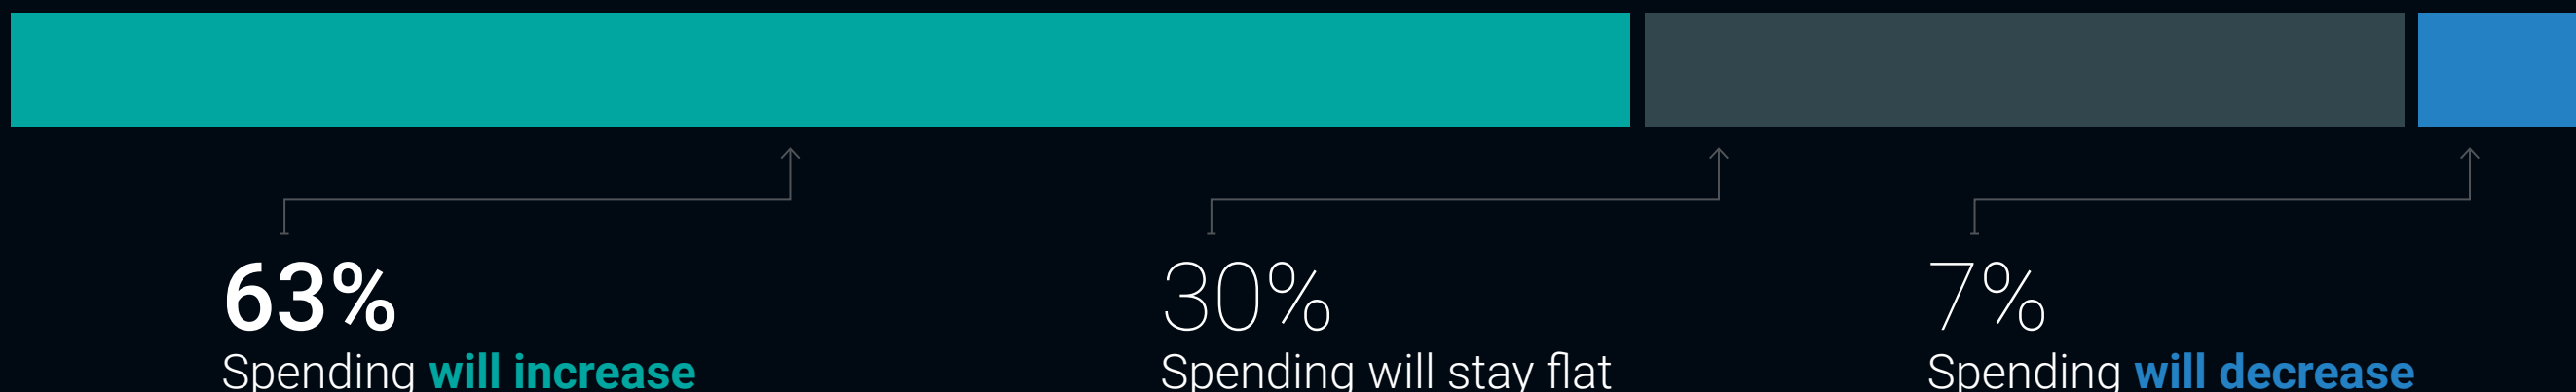 63% 30% 7%
Spending will increase Spending will stay flat Spending will decrease